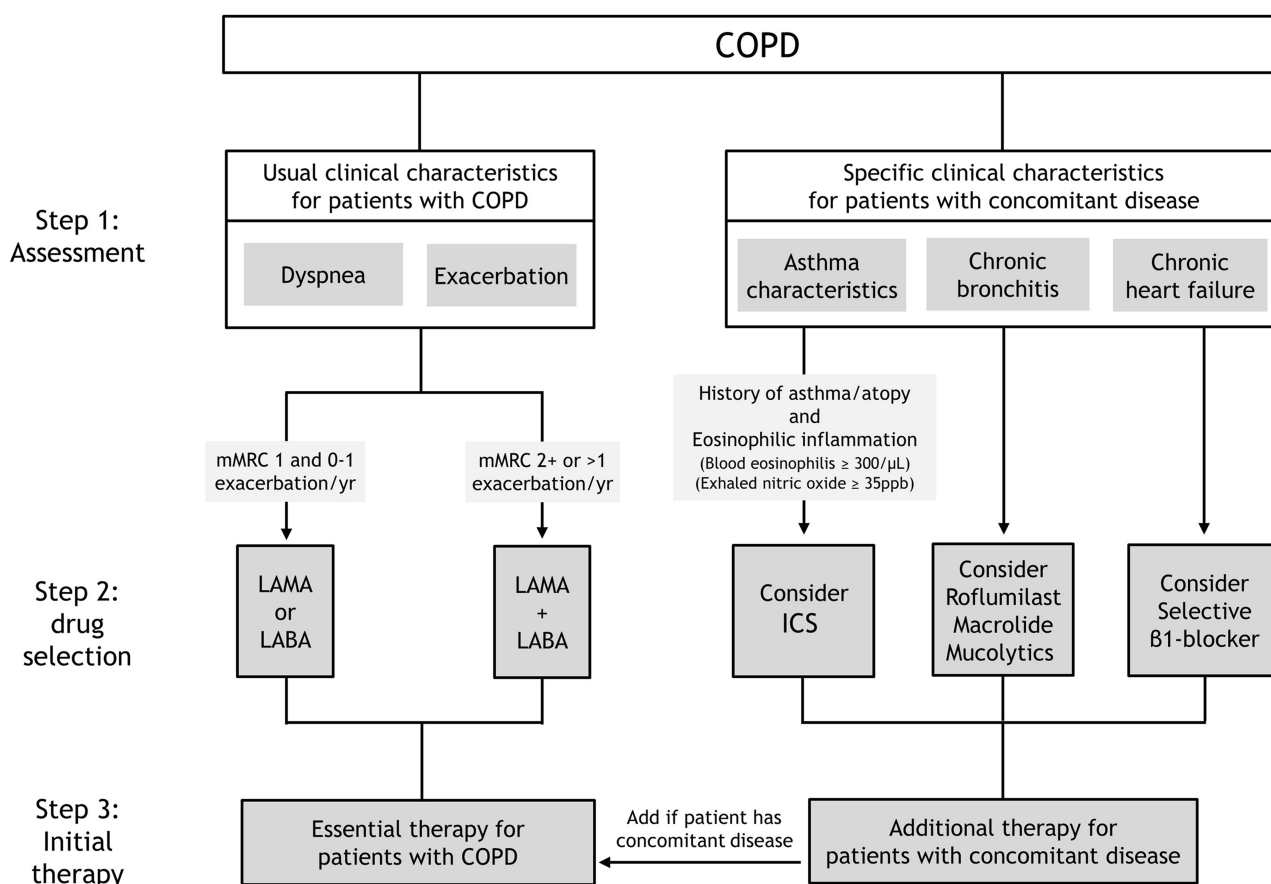 COPD
Step 1:
Assessment
Usual clinical characteristics
for patients with COPD
Dyspnea
Exacerbation
Specific clinical characteristics
for patients with concomitant disease
Asthma
characteristics
Chronic
bronchitis
Chronic
heart failure
mMRC 1 and 0-1
exacerbation/yr
mMRC 2+ or >1
exacerbation/yr
History of asthma/atopy
and
Eosinophilic inflammation
(Blood eosinophilis ≥ 300/µL)
(Exhaled nitric oxide ≥ 35ppb)
Step 2:
drug
selection
LAMA
or
LABA
LAMA
+
LABA
Consider
ICS
Consider
Roflumilast
Macrolide
Mucolytics
Consider
Selective
ß1-blocker
Step 3:
Initial
therapy
Essential therapy for
patients with COPD
Add if patient has
concomitant disease
Additional therapy for
patients with concomitant disease